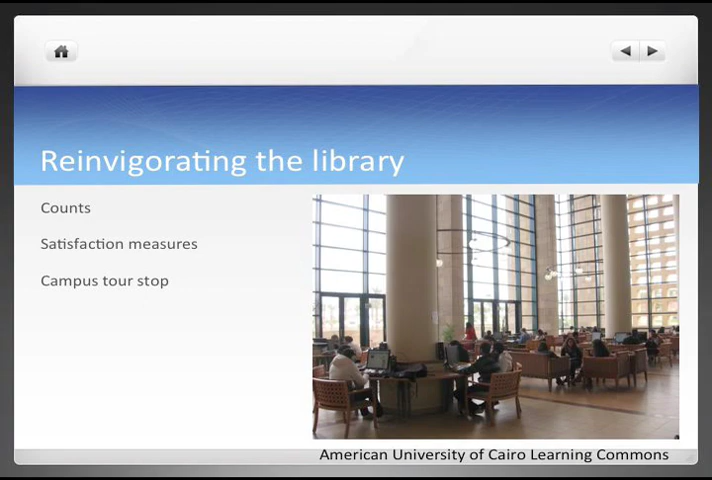 Reinvigorating the library
Counts
Satisfaction measures
Campus tour stop
American University of Cairo Learning Commons